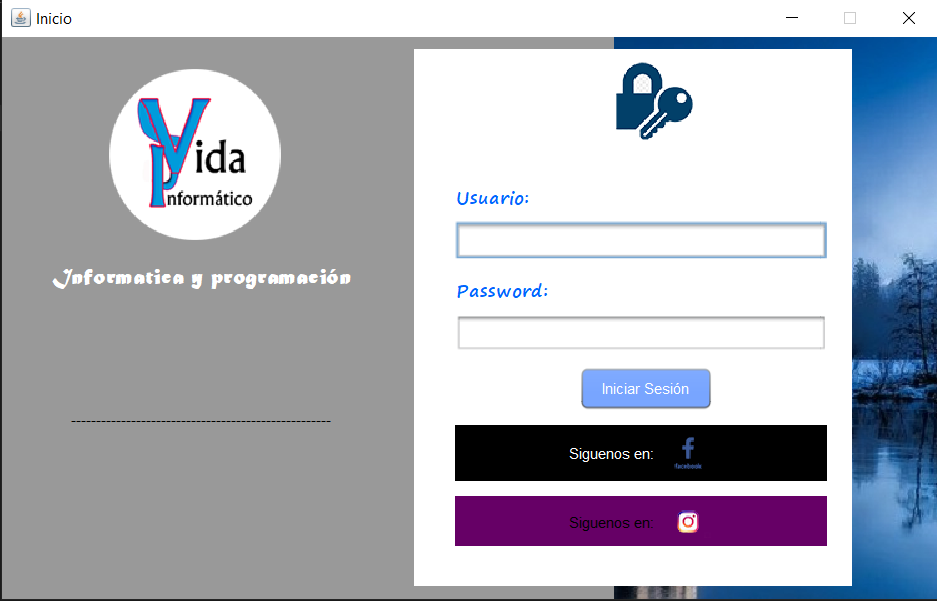 Inicio
Vida
Informático
Informatica y programación
----------------------------------------------------
Usuario:
Password:
Iniciar Sesión
Siguenos en:
facebook
Siguenos en: